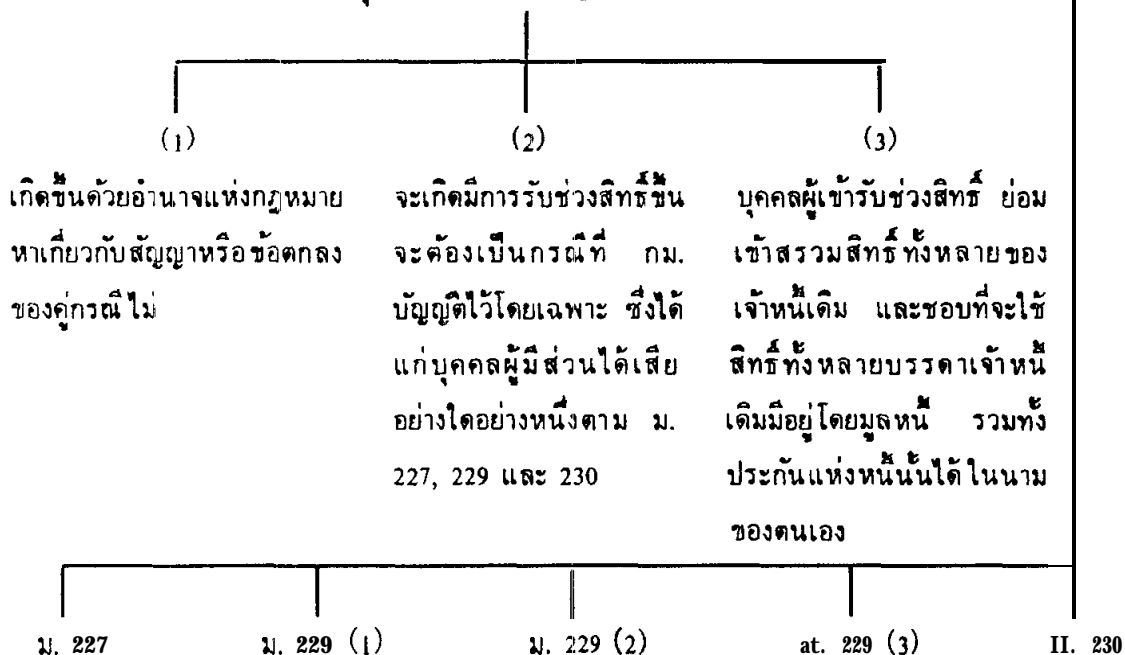 (1)
เกิดขึ้นด้วยอำนาจแห่งกฎหมาย
หาเกี่ยวกับสัญญาหรือข้อตกลง
ของคู่กรณีไม่
(2)
จะเกิดมีการรับช่วงสิทธิ์ขึ้น
จะต้องเป็นกรณีที่ กม.
บัญญัติไว้โดยเฉพาะ ซึ่งได้
แก่บุคคลผู้มีส่วนได้เสีย
อย่างใดอย่างหนึ่งตาม ม.
227, 229 และ 230
(3)
บุคคลผู้เข้ารับช่วงสิทธิ์ ย่อม
เข้าสรวมสิทธิ์ทั้งหลายของ
เจ้าหนี้เดิม และชอบที่จะใช้
สิทธิ์ทั้งหลายบรรดาเจ้าหนี้
เดิมมีอยู่โดยมูลหนี้ รวมทั้ง
ประกันแห่งหนี้นั้นได้ในนาม
ของตนเอง
ม. 227 ม. 229 (1) ม. 229 (2) at. 229 (3) II. 230